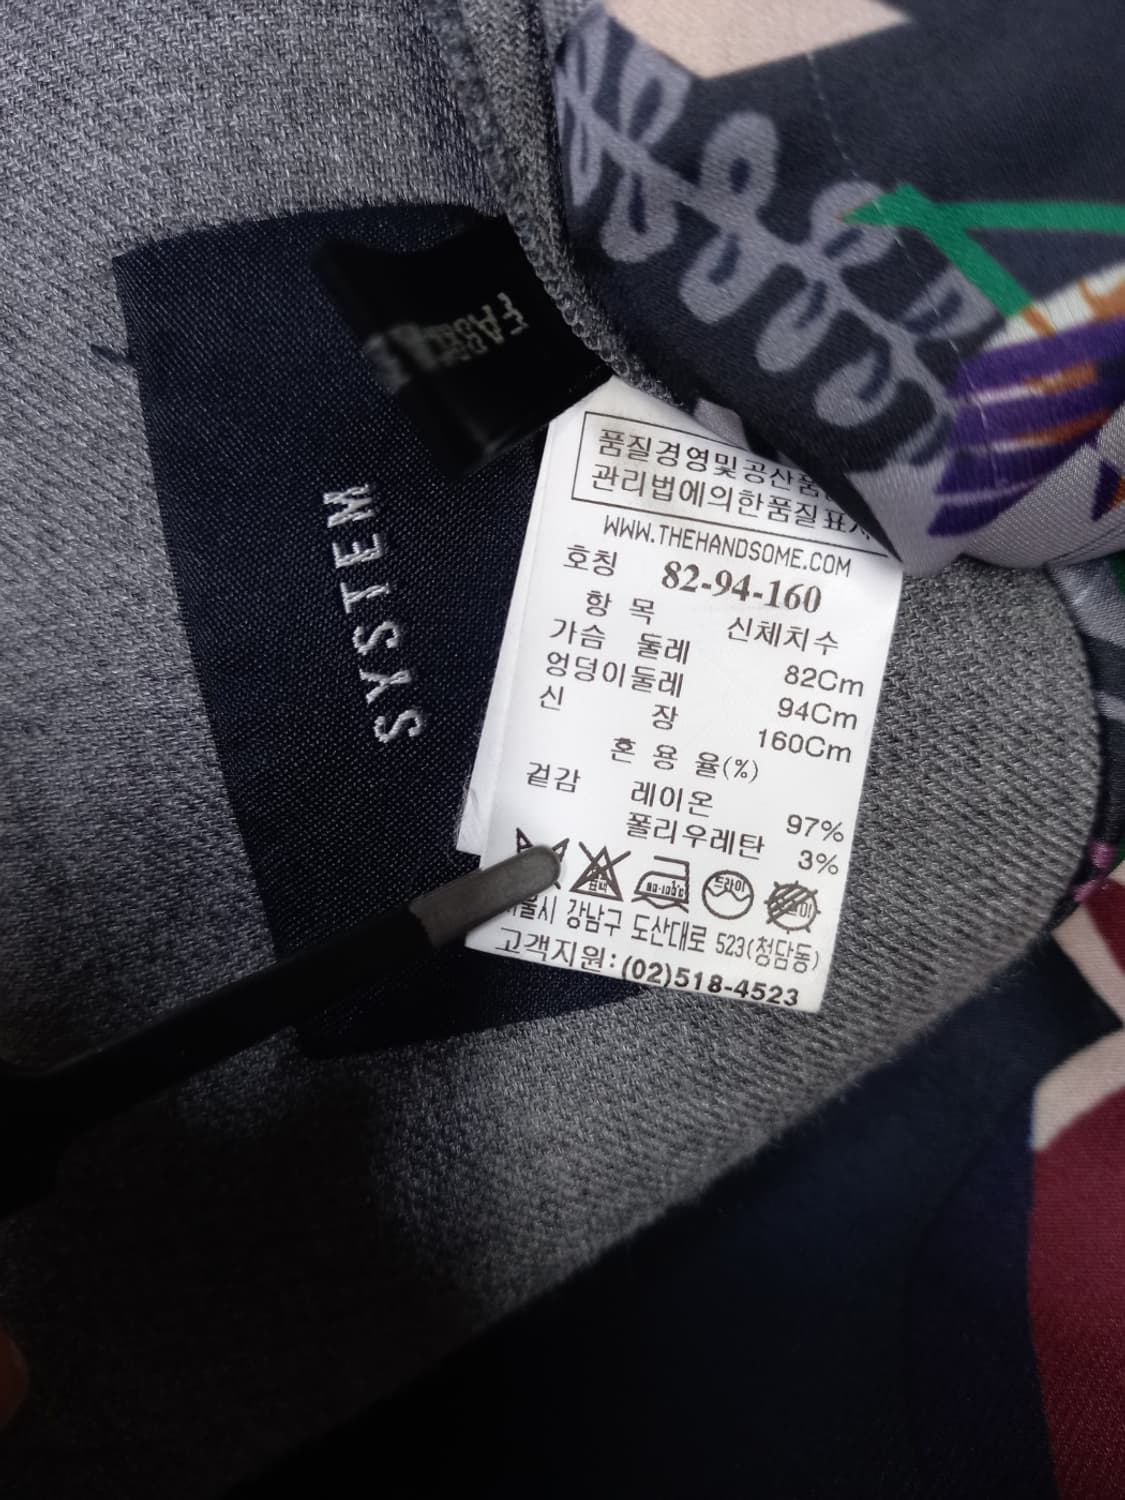 FABR
SYSTEM
품질경영및공산품
관리법에의한품질표시
WWW.THEHANDSOME.COM
호칭 82-94-160
항 목 신체치수
가슴 둘레 82Cm
엉덩이둘레 94Cm
신 장 160Cm
혼 용 율(%)
겉감 레이온 97%
폴리우레탄 3%
드라이
울시 강남구 도산대로 523(청담동)
고객지원: (02)518-4523